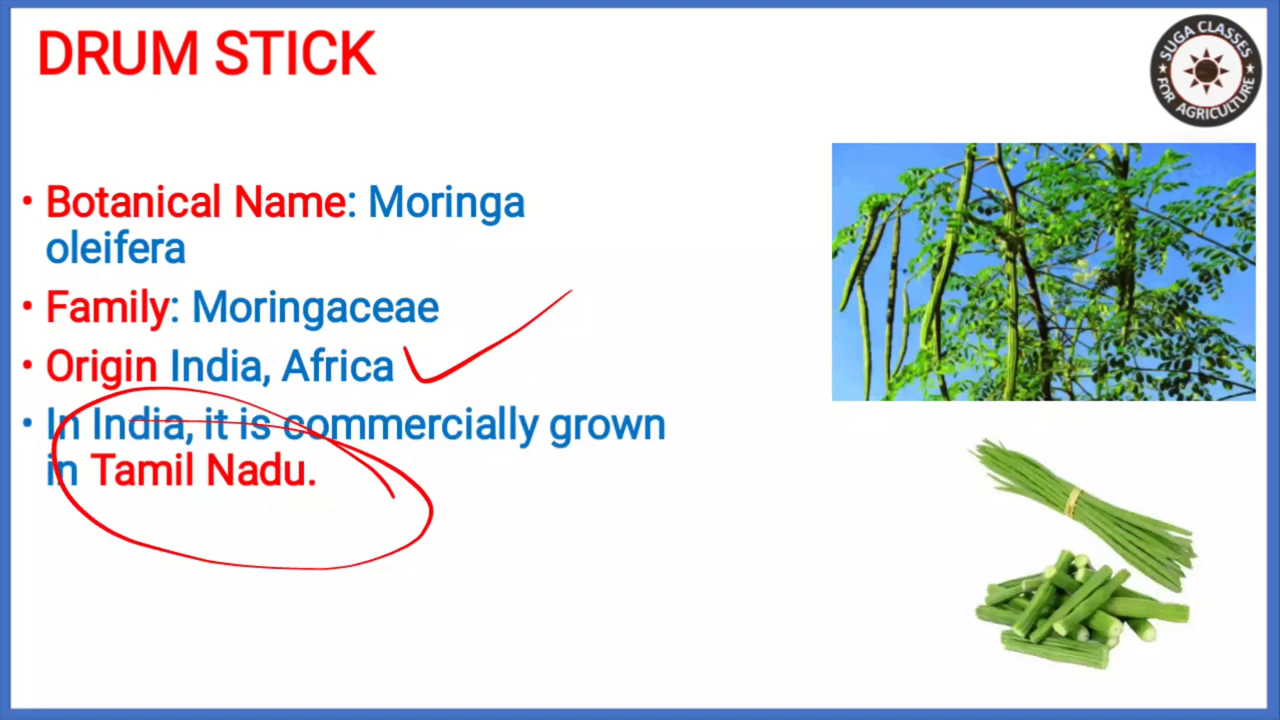 DRUM STICK
SUGA CLASSES
FOR AGRICULTURE
• Botanical Name: Moringa
oleifera
• Family: Moringaceae
• Origin India, Africa
• In India, it is commercially grown
in Tamil Nadu.